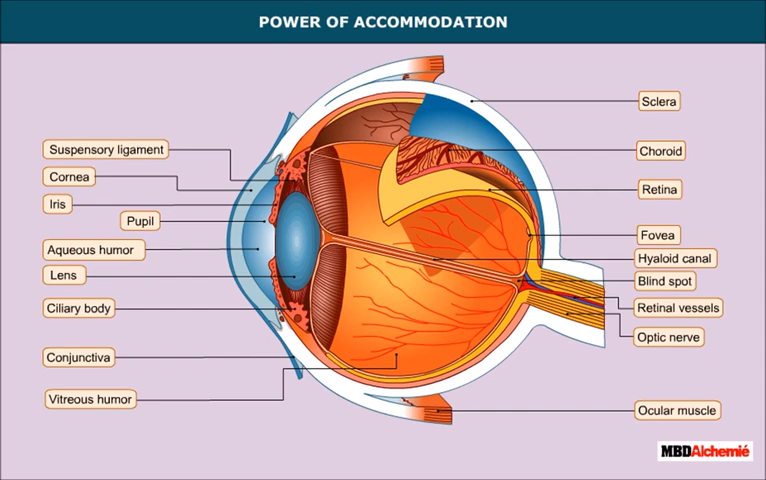 POWER OF ACCOMMODATION
Suspensory ligament
Cornea
Iris
Pupil
Aqueous humor
Lens
Ciliary body
Conjunctiva
Vitreous humor
Sclera
Choroid
Retina
Fovea
Hyaloid canal
Blind spot
Retinal vessels
Optic nerve
Ocular muscle
MBDAlchemié